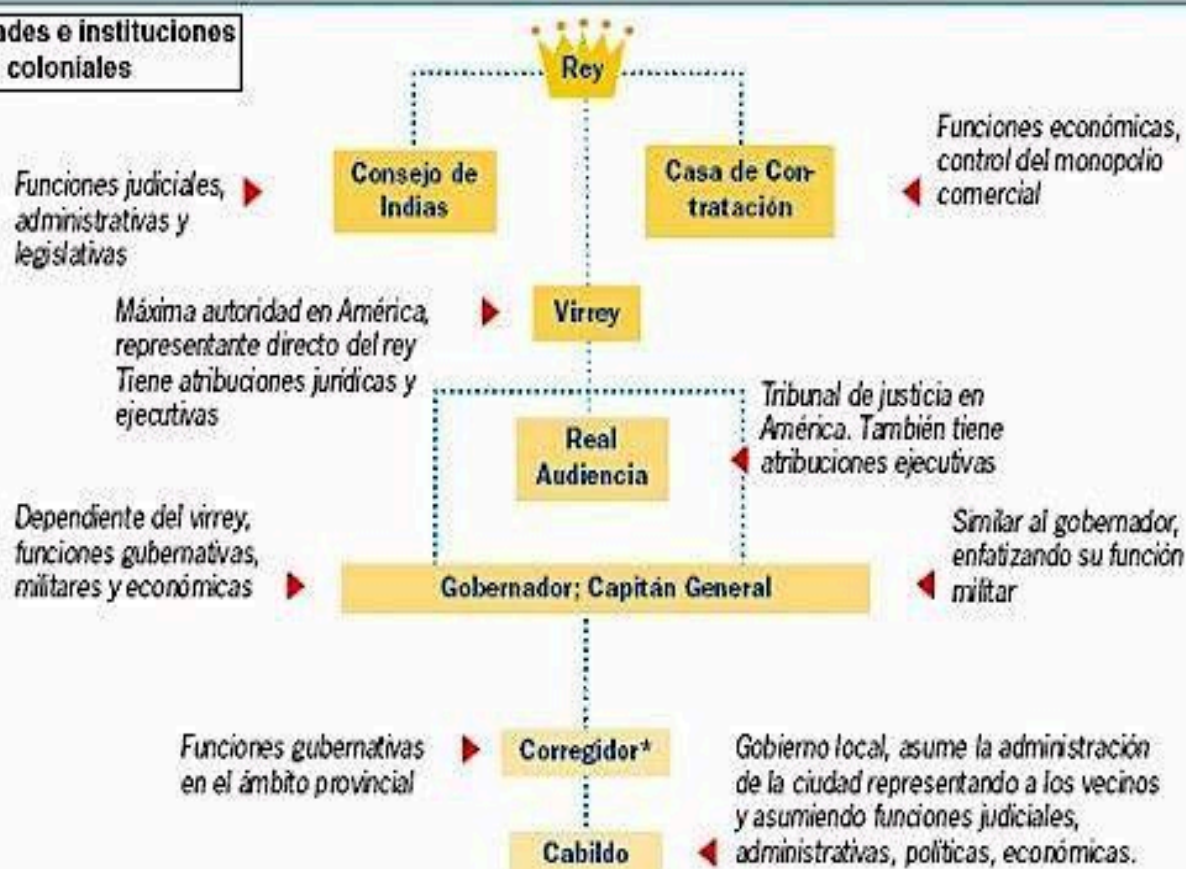 des e instituciones
coloniales
Rey
Consejo de
Indias
Casa de Con-
tratación
Funciones económicas,
control del monopolio
comercial
Funciones judiciales,
administrativas y
legislativas
Máxima autoridad en América,
representante directo del rey
Tiene atribuciones jurídicas y
ejecutivas
Virrey
Real
Audiencia
Tribunal de justicia en
América. También tiene
atribuciones ejecutivas
Dependiente del virrey,
funciones gubernativas,
militares y económicas
Gobernador; Capitán General
Similar al gobernador,
enfatizando su función
militar
Funciones gubernativas
en el ámbito provincial
Corregidor*
Gobierno local, asume la administración
de la ciudad representando a los vecinos
y asumiendo funciones judiciales,
administrativas, políticas, económicas.
Cabildo